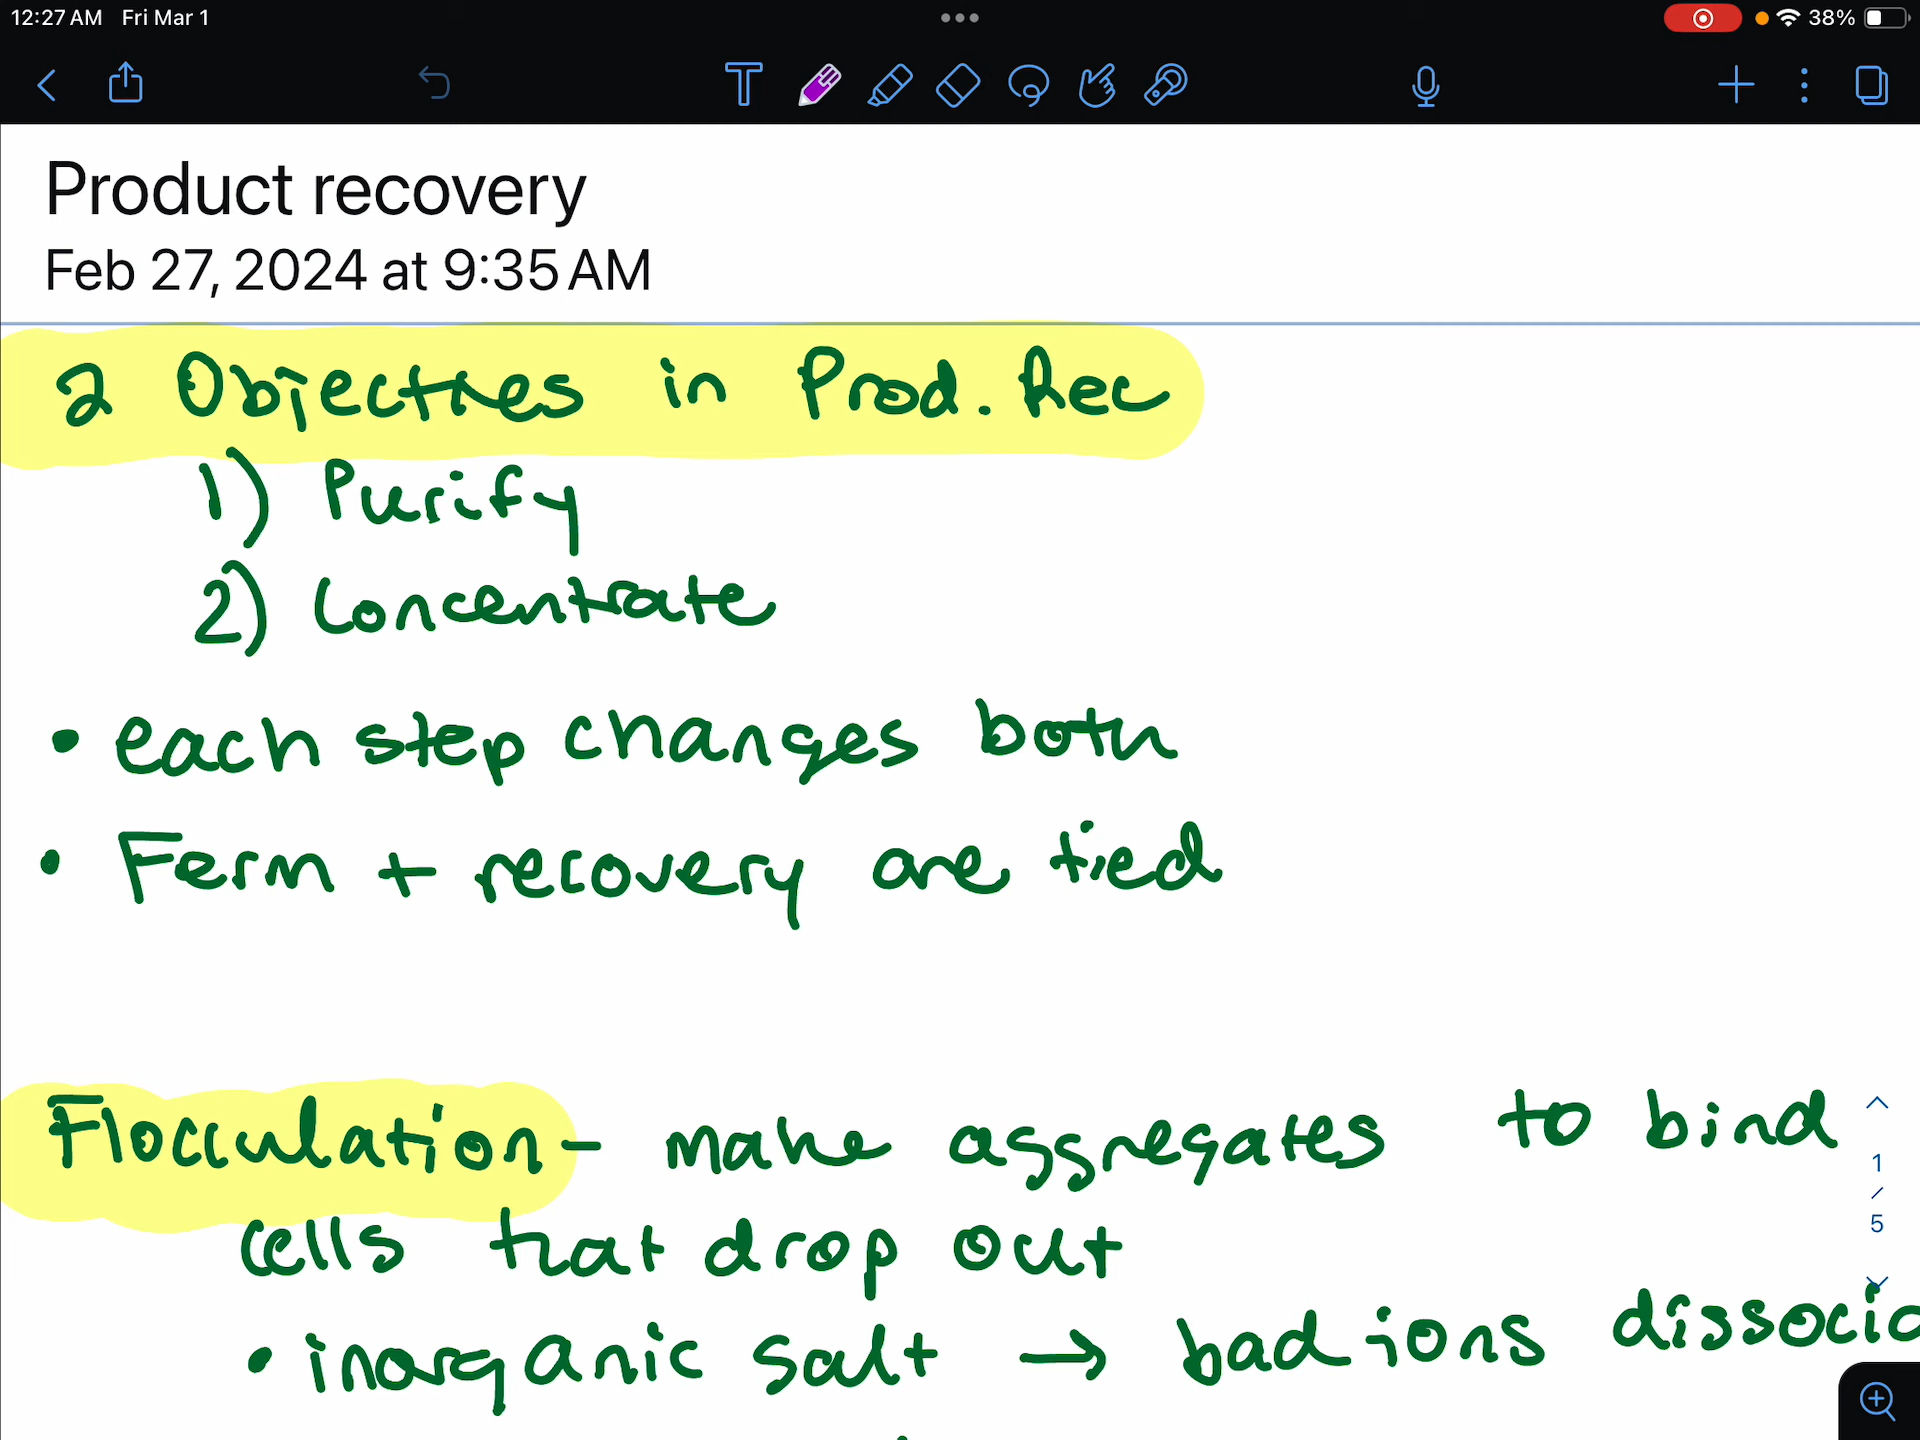 12:27 AM Fri Mar 1
38%
Product recovery
Feb 27, 2024 at 9:35 AM
2 Objectives in Prod. Rec
1) Purify
2) Concentrate
• each step changes both
• Ferm + recovery are tied
Flocculation - make aggregates to bind
cells that drop out
• inorganic salt → bad ions dissocia
1
/
5